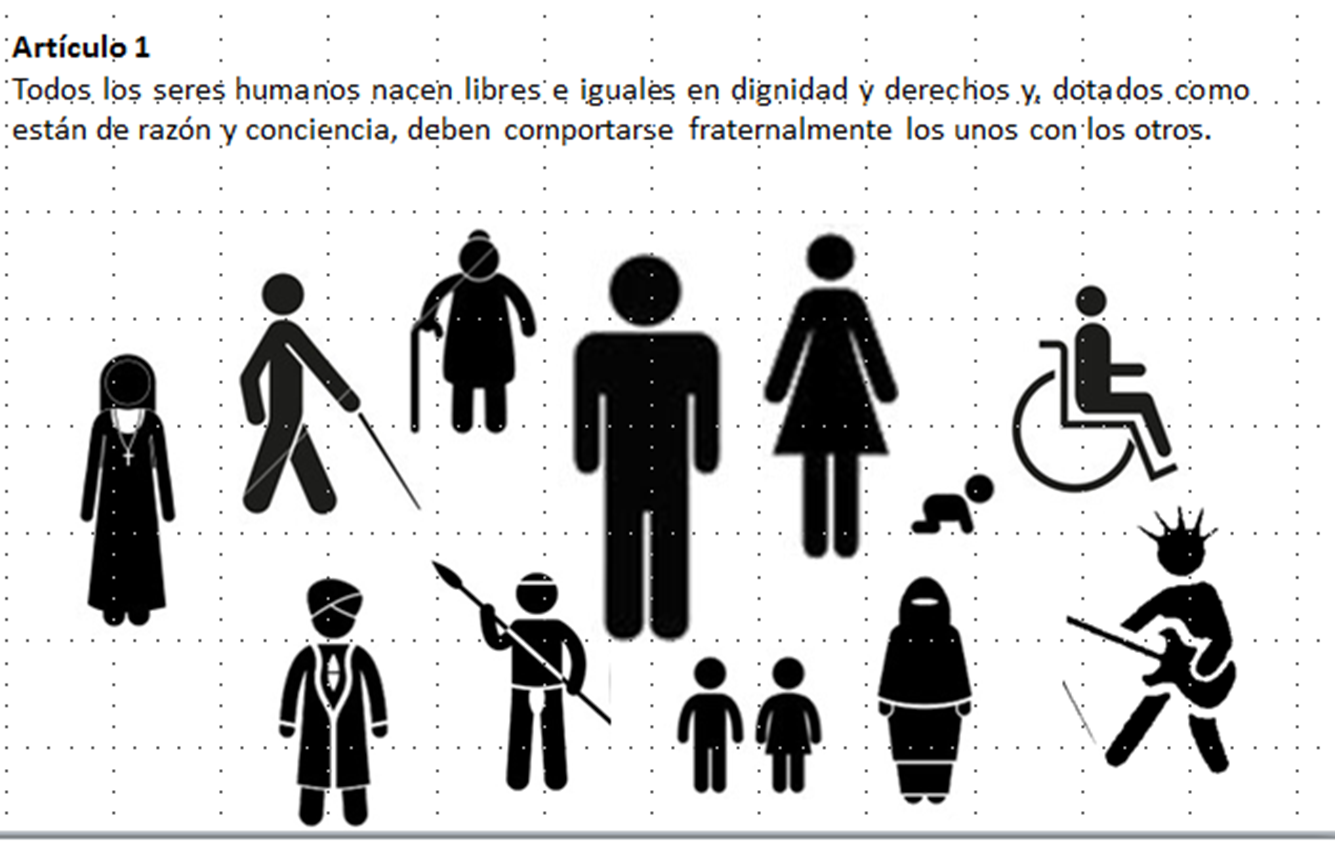 Artículo 1
Todos los seres humanos nacen libres e iguales en dignidad y derechos y, dotados como
están de razón y conciencia, deben comportarse fraternalmente los unos con los otros.